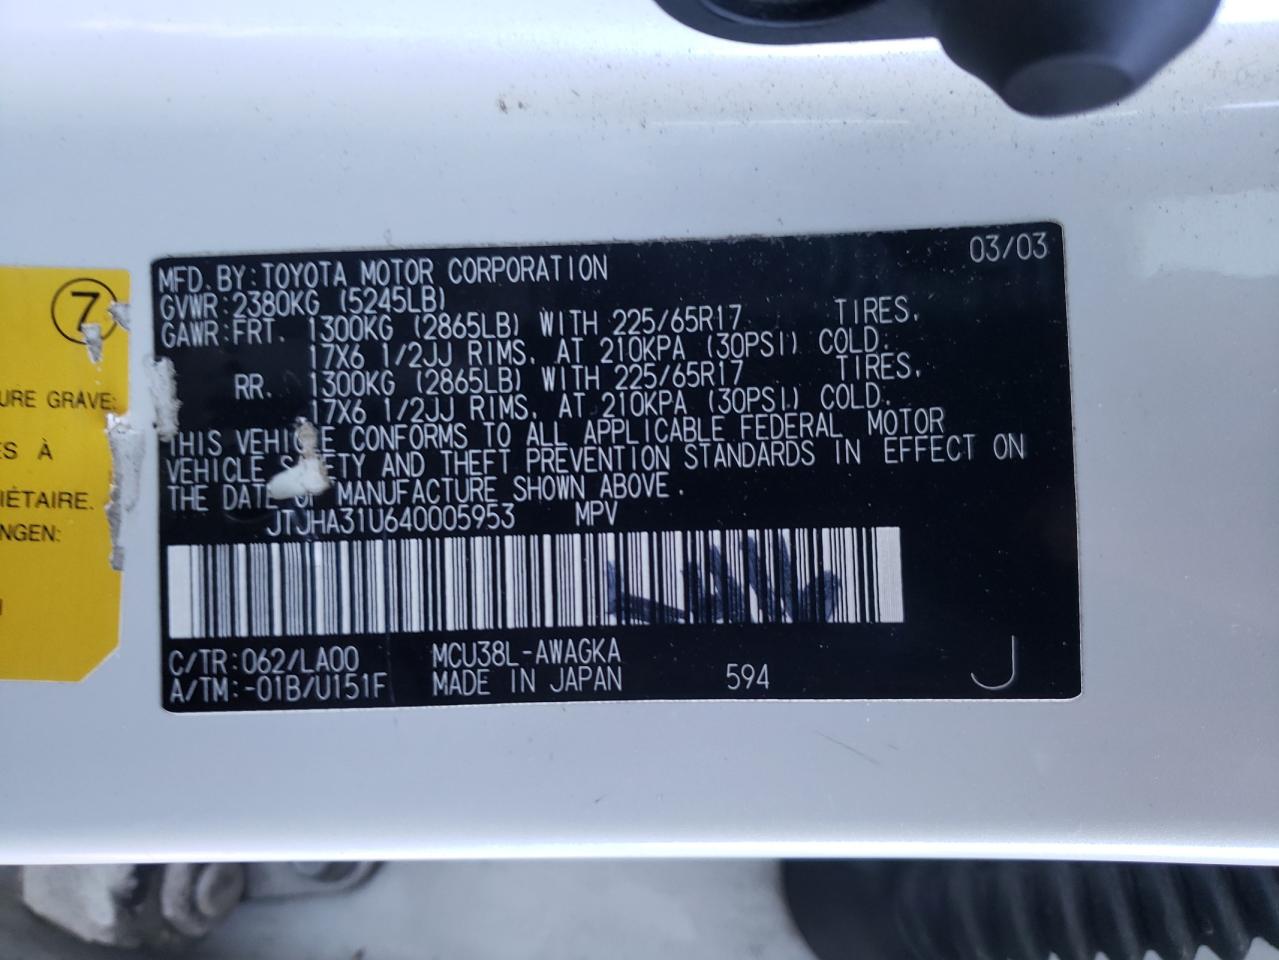 03/03
MFD. BY: TOYOTA MOTOR CORPORATION
GVWR: 2380KG (5245LB)
GAWR: FRT. 1300KG (2865LB) WITH 225/65R17 TIRES,
17X6 1/2JJ RIMS, AT 210KPA (30PSI) COLD.
RR. 1300KG (2865LB) WITH 225/65R17 TIRES,
17X6 1/2JJ RIMS, AT 210KPA (30PSI) COLD.
THIS VEHICLE CONFORMS TO ALL APPLICABLE FEDERAL MOTOR
VEHICLE SAFETY AND THEFT PREVENTION STANDARDS IN EFFECT ON
THE DATE OF MANUFACTURE SHOWN ABOVE.
JTJHA31U640005953 MPV
C/TR: 062/LA00 MCU38L-AWAGKA
A/TM: -01B/U151F MADE IN JAPAN 594 J
7
URE GRAVE:
ES À
IÉTAIRE.
NGEN: